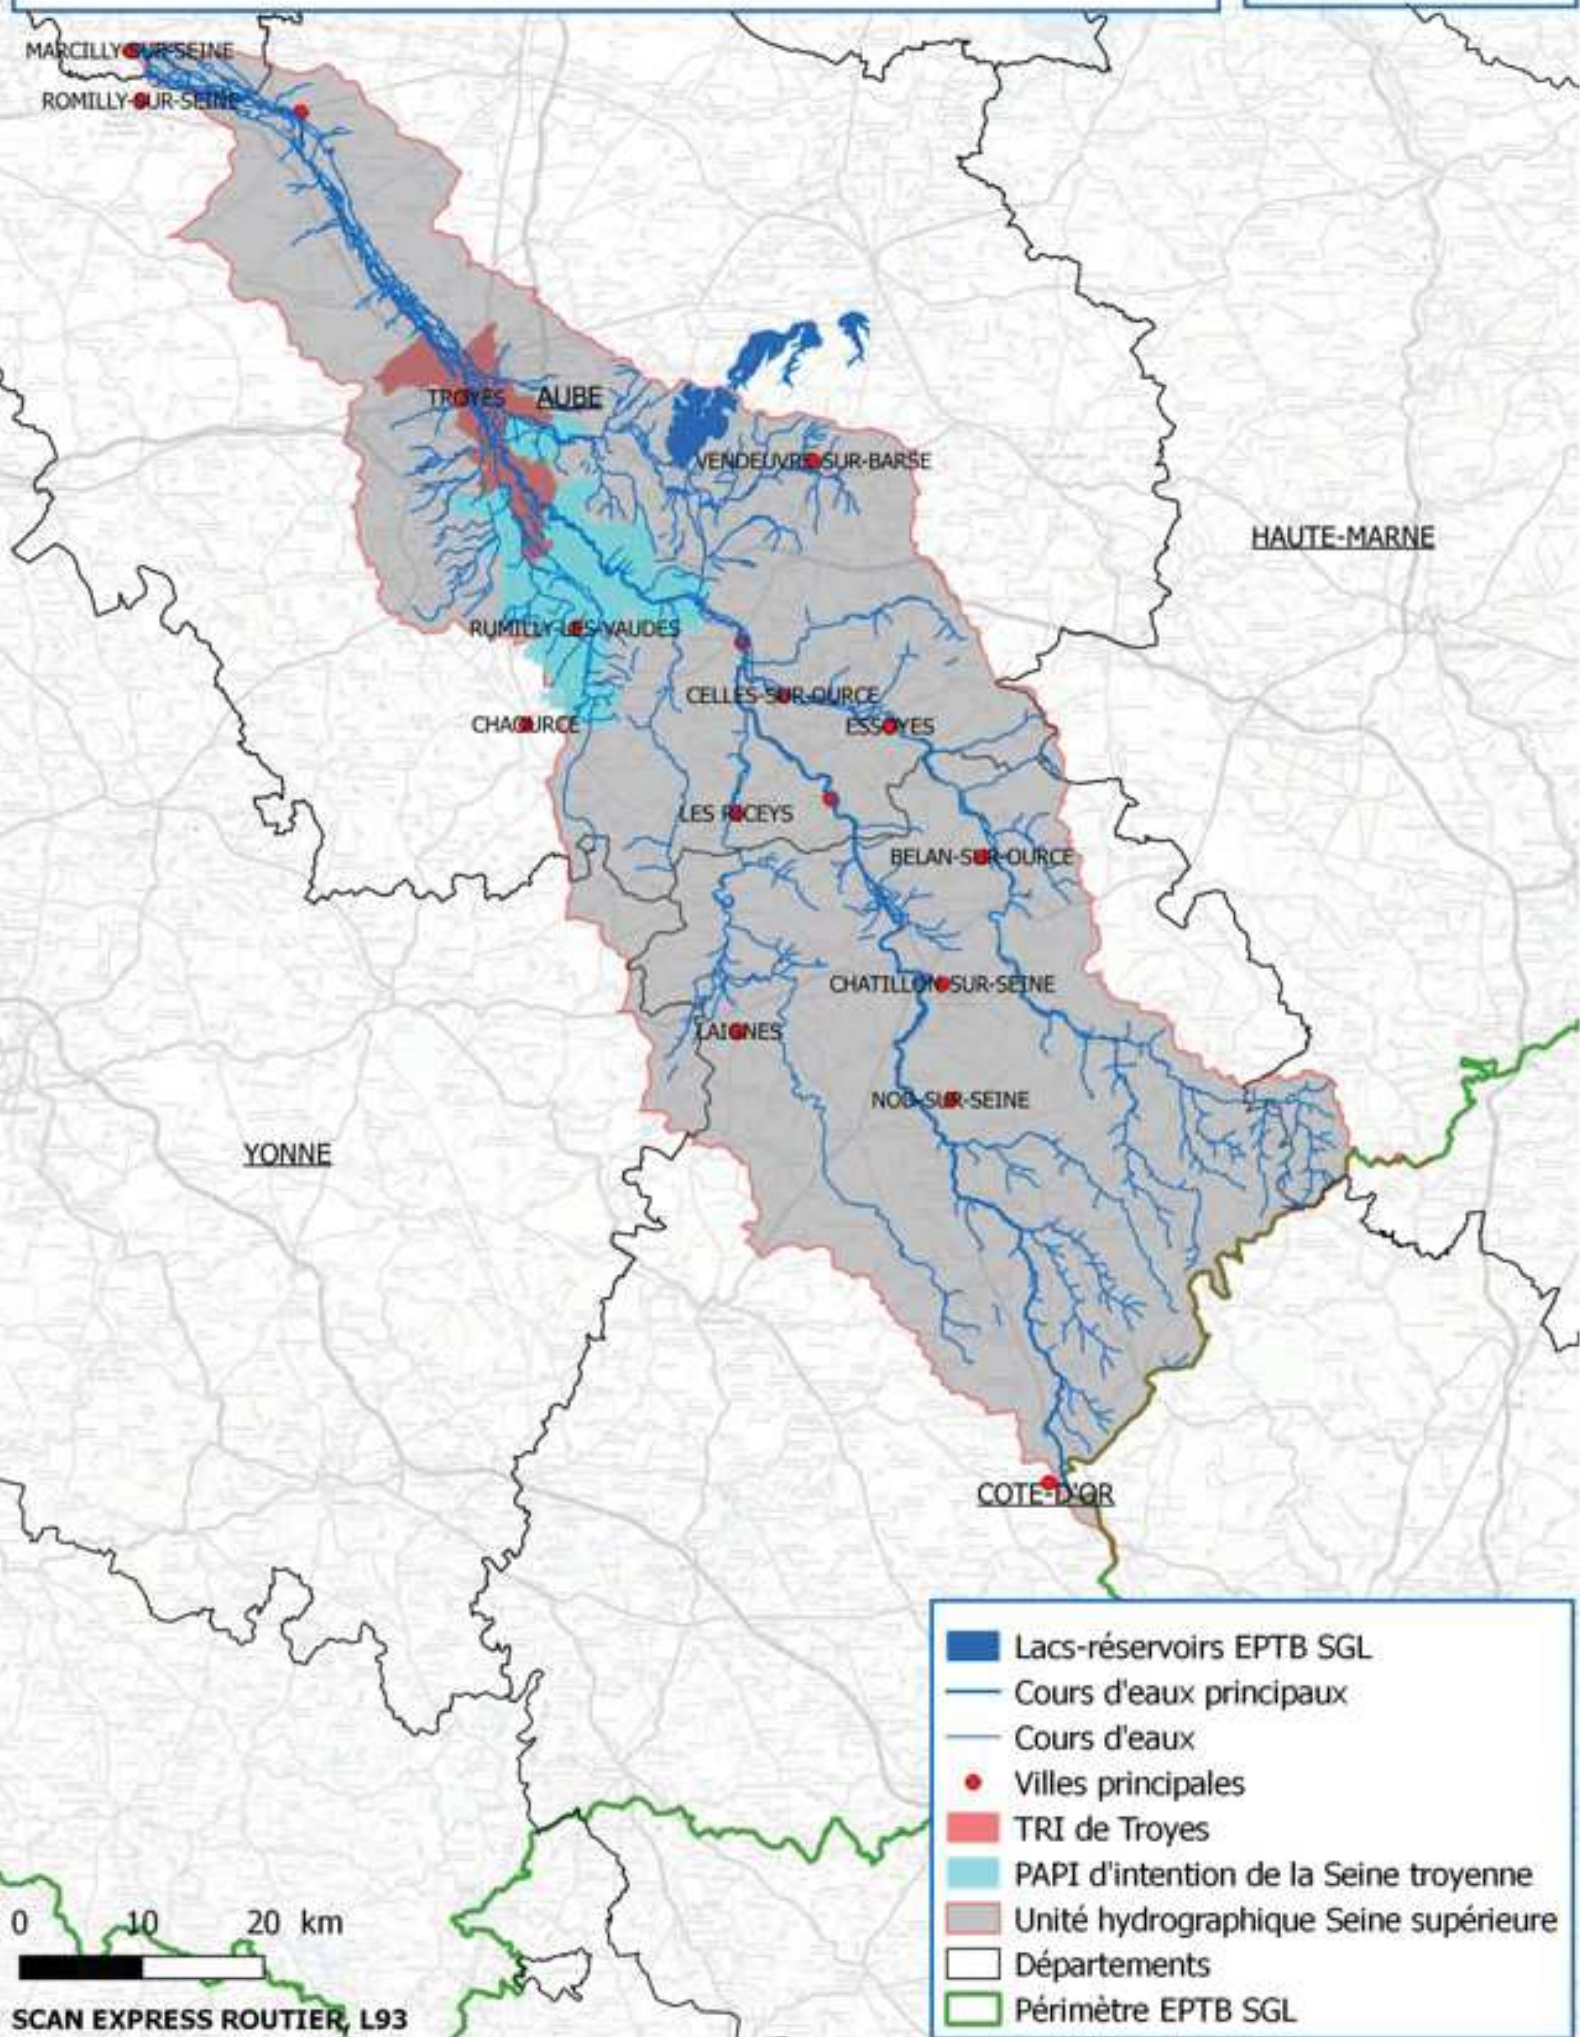 MARCILLY-SUR-SEINE
ROMILLY-SUR-SEINE
TROYES
AUBE
VENDEUVRE-SUR-BARSE
HAUTE-MARNE
RUMILLY-LES-VAUDES
CELLES-SUR-OURCE
CHAOURCE
ESSOYES
LES RICEYS
BELAN-SUR-OURCE
CHATILLON-SUR-SEINE
LAIGNES
NOD-SUR-SEINE
YONNE
COTE-D'OR
Lacs-réservoirs EPTB SGL
Cours d'eaux principaux
Cours d'eaux
Villes principales
TRI de Troyes
PAPI d'intention de la Seine troyenne
Unité hydrographique Seine supérieure
Départements
Périmètre EPTB SGL
0 10 20 km
SCAN EXPRESS ROUTIER, L93